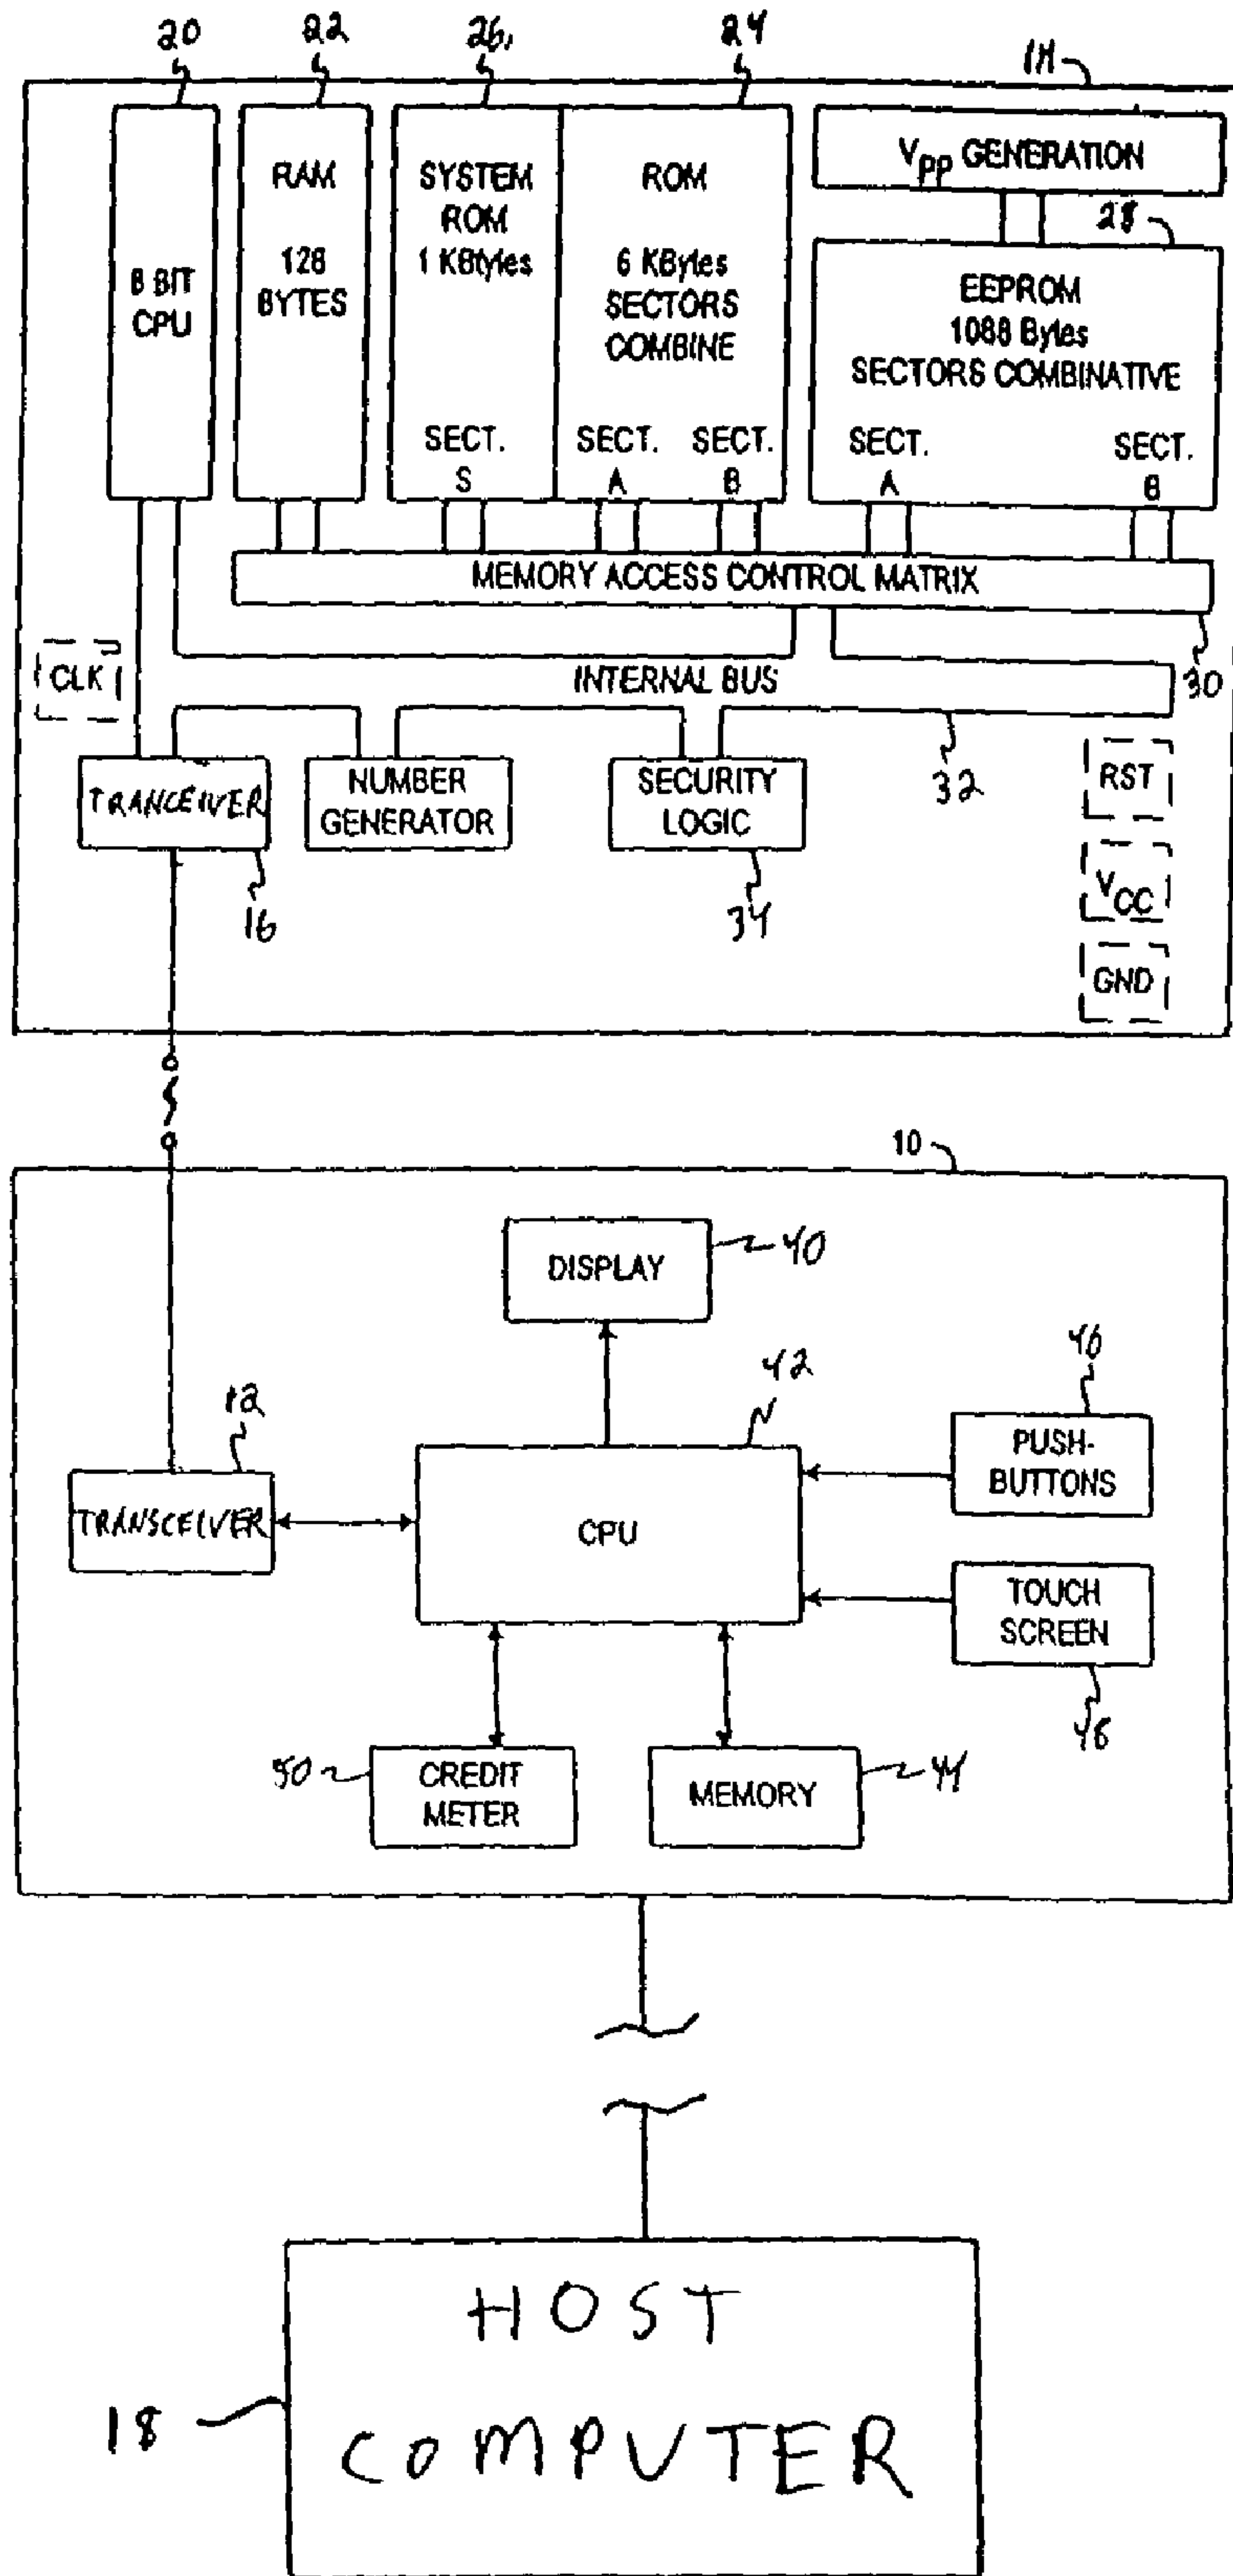 20 22 26 24 14
8 BIT
CPU
RAM
128
BYTES
SYSTEM
ROM
1 KBtyles
SECT.
S
ROM
6 KBytes
SECTORS
COMBINE
SECT.
A
SECT.
B
VPP GENERATION
28
EEPROM
1088 Bytes
SECTORS COMBINATIVE
SECT.
A
SECT.
B
MEMORY ACCESS CONTROL MATRIX
30
CLK
INTERNAL BUS
32
TRANCEIVER
16
NUMBER
GENERATOR
SECURITY
LOGIC
34
RST
VCC
GND
10
DISPLAY
40
42
46
12
TRANSCEIVER
CPU
PUSH-
BUTTONS
TOUCH
SCREEN
48
50
CREDIT
METER
MEMORY
44
HOST
18
COMPUTER